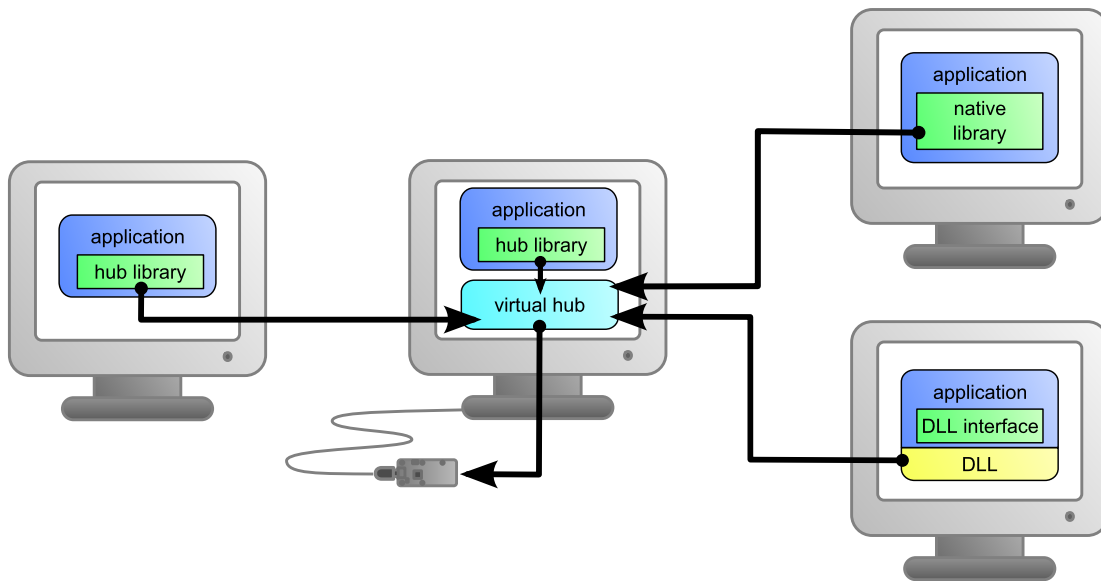 application
hub library
application
hub library
virtual hub
application
native
library
application
DLL interface
DLL